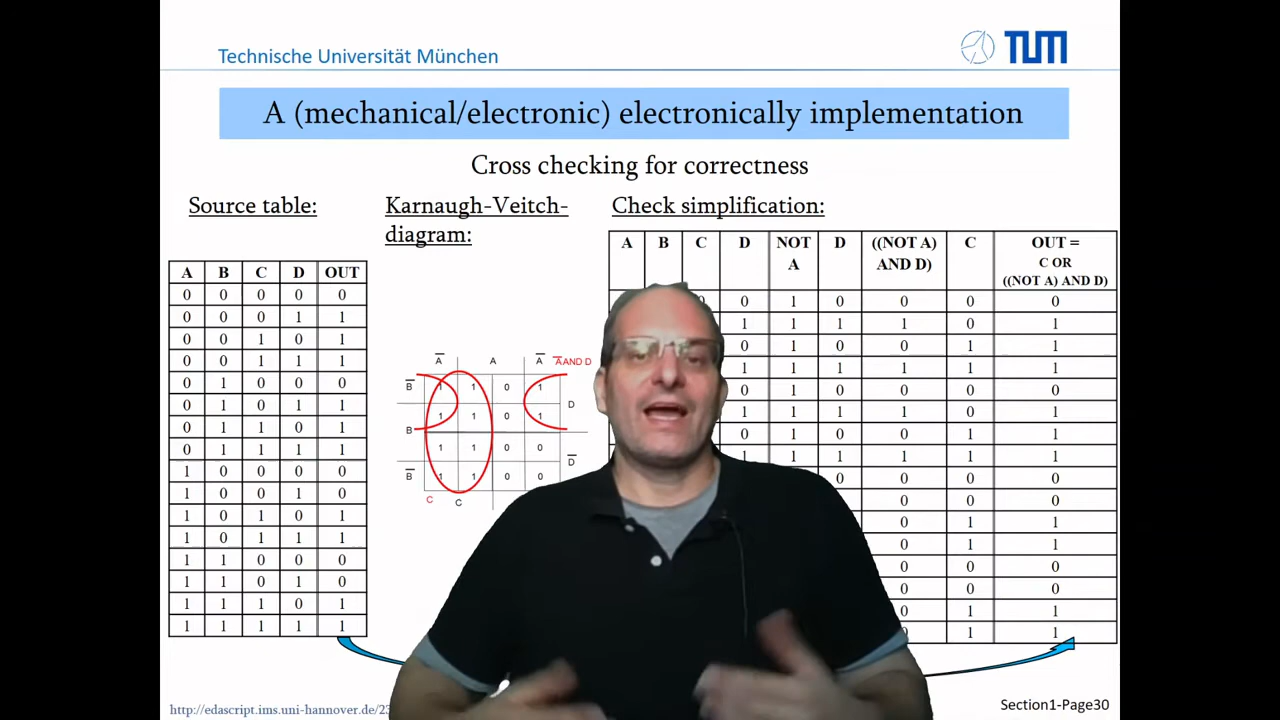 Technische Universität München
TUM
A (mechanical/electronic) electronically implementation
Cross checking for correctness
Source table:
Karnaugh-Veitch-
diagram:
Check simplification:
A B C D OUT
0 0 0 0 0
0 0 0 1 1
0 0 1 0 1
0 0 1 1 1
0 1 0 0 0
0 1 0 1 1
0 1 1 0 1
0 1 1 1 1
1 0 0 0 0
1 0 0 1 0
1 0 1 0 1
1 0 1 1 1
1 1 0 0 0
1 1 0 1 0
1 1 1 0 1
1 1 1 1 1
A̅ A A̅ A̅ AND D
B̅ 1 1 0 1
D
1 1 0 1
B
1 1 0 0
D̅
B̅ 1 1 0 0
C C
A B C D NOT D ((NOT A) C OUT =
A AND D) C OR
((NOT A) AND D)
0 0 1 0 0 0 0
1 1 1 1 0 1
0 1 0 0 1 1
1 1 1 1 1 1
0 1 0 0 0 0
1 1 1 1 0 1
0 1 0 0 1 1
1 1 1 1 1 1
0 0 0 0
0 0 0
0 1 1
0 1 1
0 0 0
0 0 0
0 1 1
0 1 1
http://edascript.ims.uni-hannover.de/23
Section1-Page30